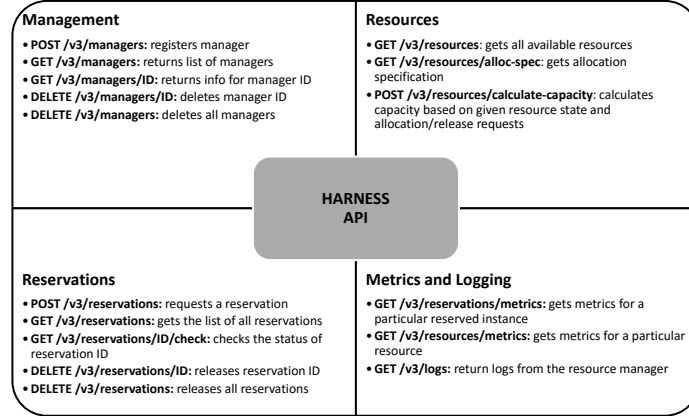 Management
• POST /v3/managers: registers manager
• GET /v3/managers: returns list of managers
• GET /v3/managers/ID: returns info for manager ID
• DELETE /v3/managers/ID: deletes manager ID
• DELETE /v3/managers: deletes all managers
Resources
• GET /v3/resources: gets all available resources
• GET /v3/resources/alloc-spec: gets allocation
specification
• POST /v3/resources/calculate-capacity: calculates
capacity based on given resource state and
allocation/release requests
HARNESS
API
Reservations
• POST /v3/reservations: requests a reservation
• GET /v3/reservations: gets the list of all reservations
• GET /v3/reservations/ID/check: checks the status of
reservation ID
• DELETE /v3/reservations/ID: releases reservation ID
• DELETE /v3/reservations: releases all reservations
Metrics and Logging
• GET /v3/reservations/metrics: gets metrics for a
particular reserved instance
• GET /v3/resources/metrics: gets metrics for a particular
resource
• GET /v3/logs: return logs from the resource manager